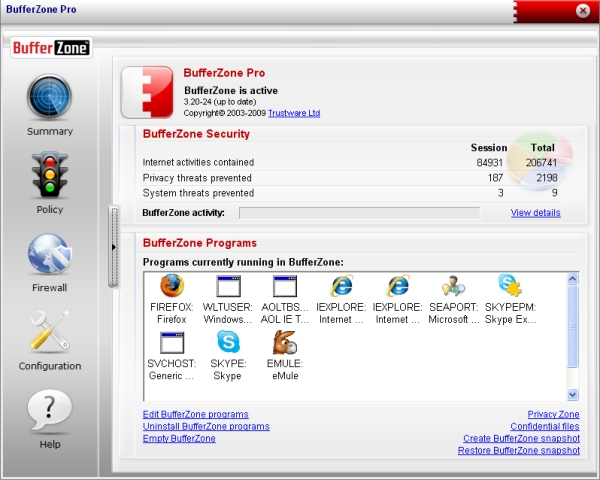 BufferZone Pro
BufferZone
Summary
Policy
Firewall
Configuration
Help
BufferZone Pro
BufferZone is active
3.20-24 (up to date)
Copyright© 2003-2009 Trustware Ltd
BufferZone Security
Session Total
Internet activities contained 84931 206741
Privacy threats prevented 187 2198
System threats prevented 3 9
BufferZone activity: View details
BufferZone Programs
Programs currently running in BufferZone:
FIREFOX: WLTUSER: AOLTBS... IEXPLORE: IEXPLORE: SEAPORT: SKYPEPM:
Firefox Windows... AOL IE T... Internet ... Internet ... Microsoft ... Skype Ex...
SVCHOST: SKYPE: EMULE:
Generic ... Skype eMule
Edit BufferZone programs Privacy Zone
Uninstall BufferZone programs Confidential files
Empty BufferZone Create BufferZone snapshot
Restore BufferZone snapshot